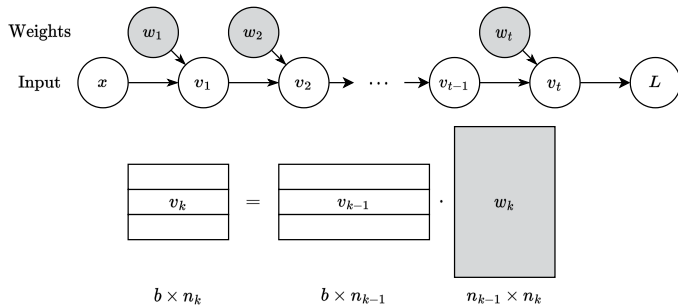 Weights w₁ w₂ wₜ
Input x v₁ v₂ ⋯ vₜ₋₁ vₜ L
vₖ = vₖ₋₁ · wₖ
b × nₖ b × nₖ₋₁ nₖ₋₁ × nₖ